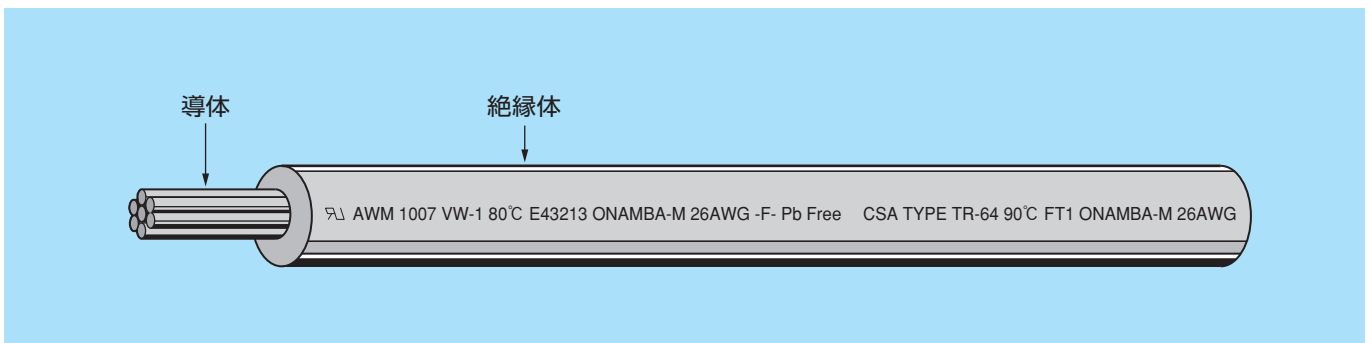 導体
絶縁体
AWM 1007 VW-1 80℃ E43213 ONAMBA-M 26AWG -F- Pb Free CSA TYPE TR-64 90℃ FT1 ONAMBA-M 26AWG